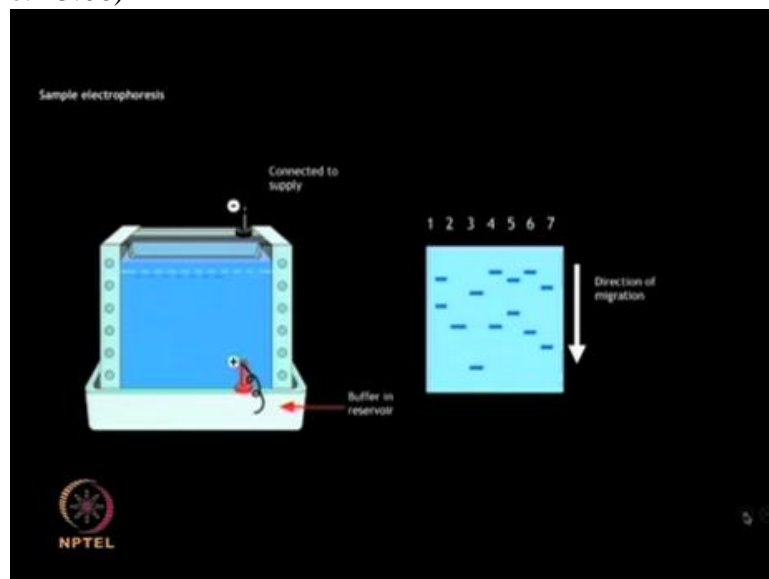 Sample electrophoresis
Connected to
supply
-
1 2 3 4 5 6 7
Direction of
migration
+
Buffer in
reservoir
NPTEL